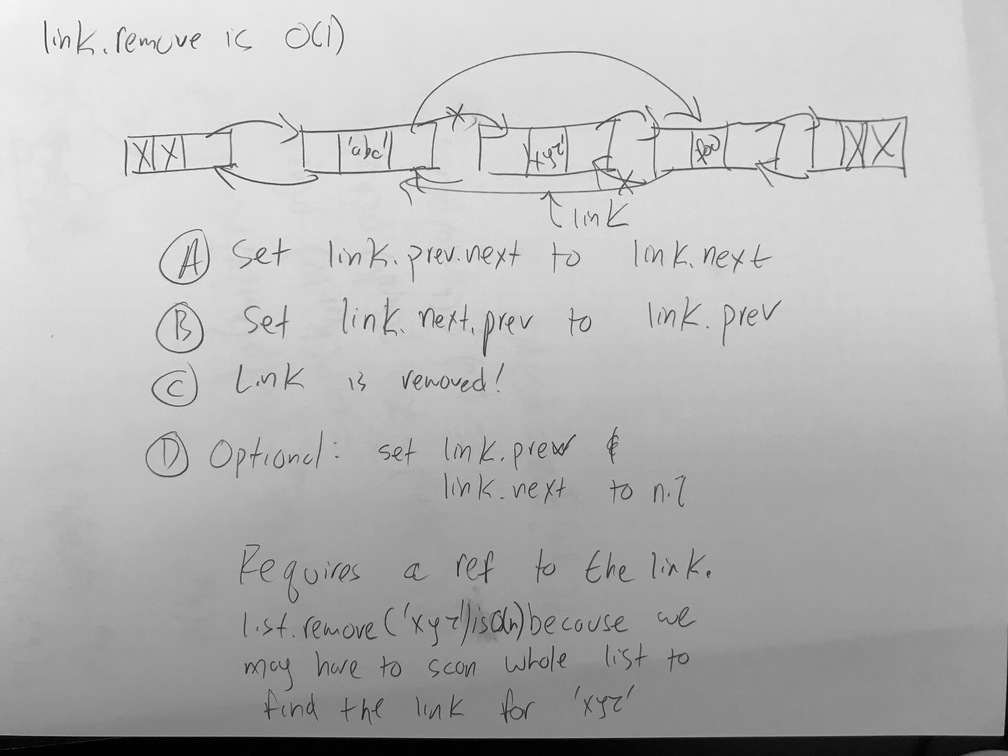 link.remove is O(1)
X X 'abc' 'xyz' foo X X
link
A Set link.prev.next to link.next
B Set link.next.prev to link.prev
C Link is removed!
D Optional: set link.prev &
link.next to nil
Requires a ref to the link.
list.remove('xyz') is O(n) because we
may have to scan whole list to
find the link for 'xyz'